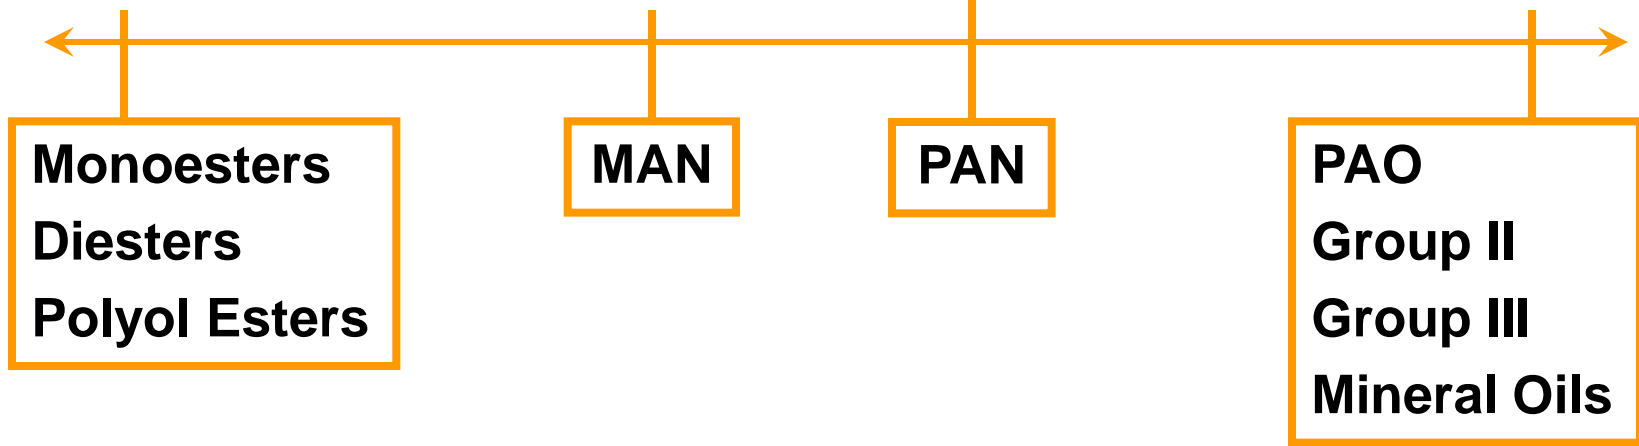 Monoesters
Diesters
Polyol Esters
MAN
PAN
PAO
Group II
Group III
Mineral Oils